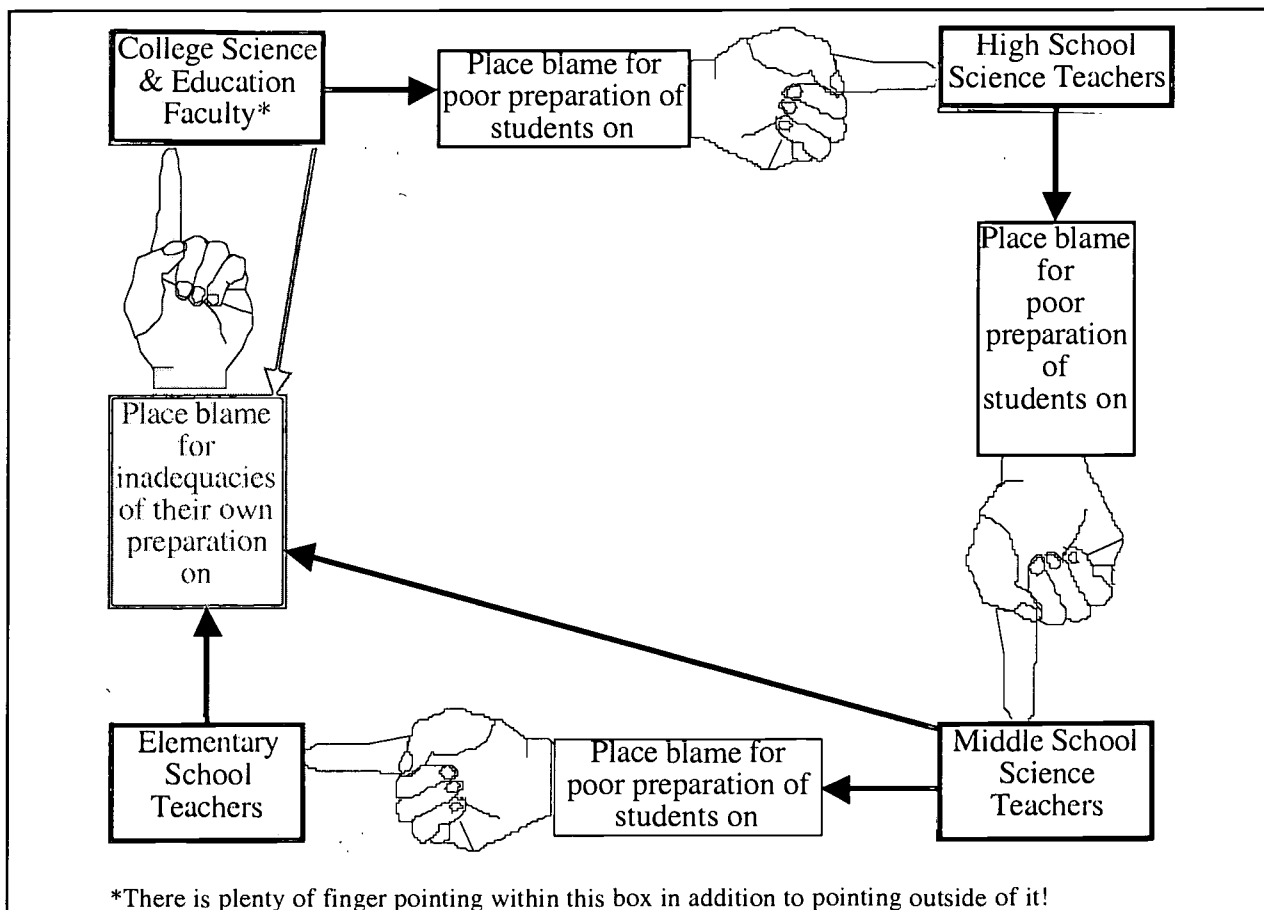 College Science
& Education
Faculty*
Place blame for
poor preparation of
students on
High School
Science Teachers
Place blame
for
poor
preparation
of
students on
Middle School
Science
Teachers
Place blame for
poor preparation of
students on
Elementary
School
Teachers
Place blame
for
inadequacies
of their own
preparation
on
*There is plenty of finger pointing within this box in addition to pointing outside of it!